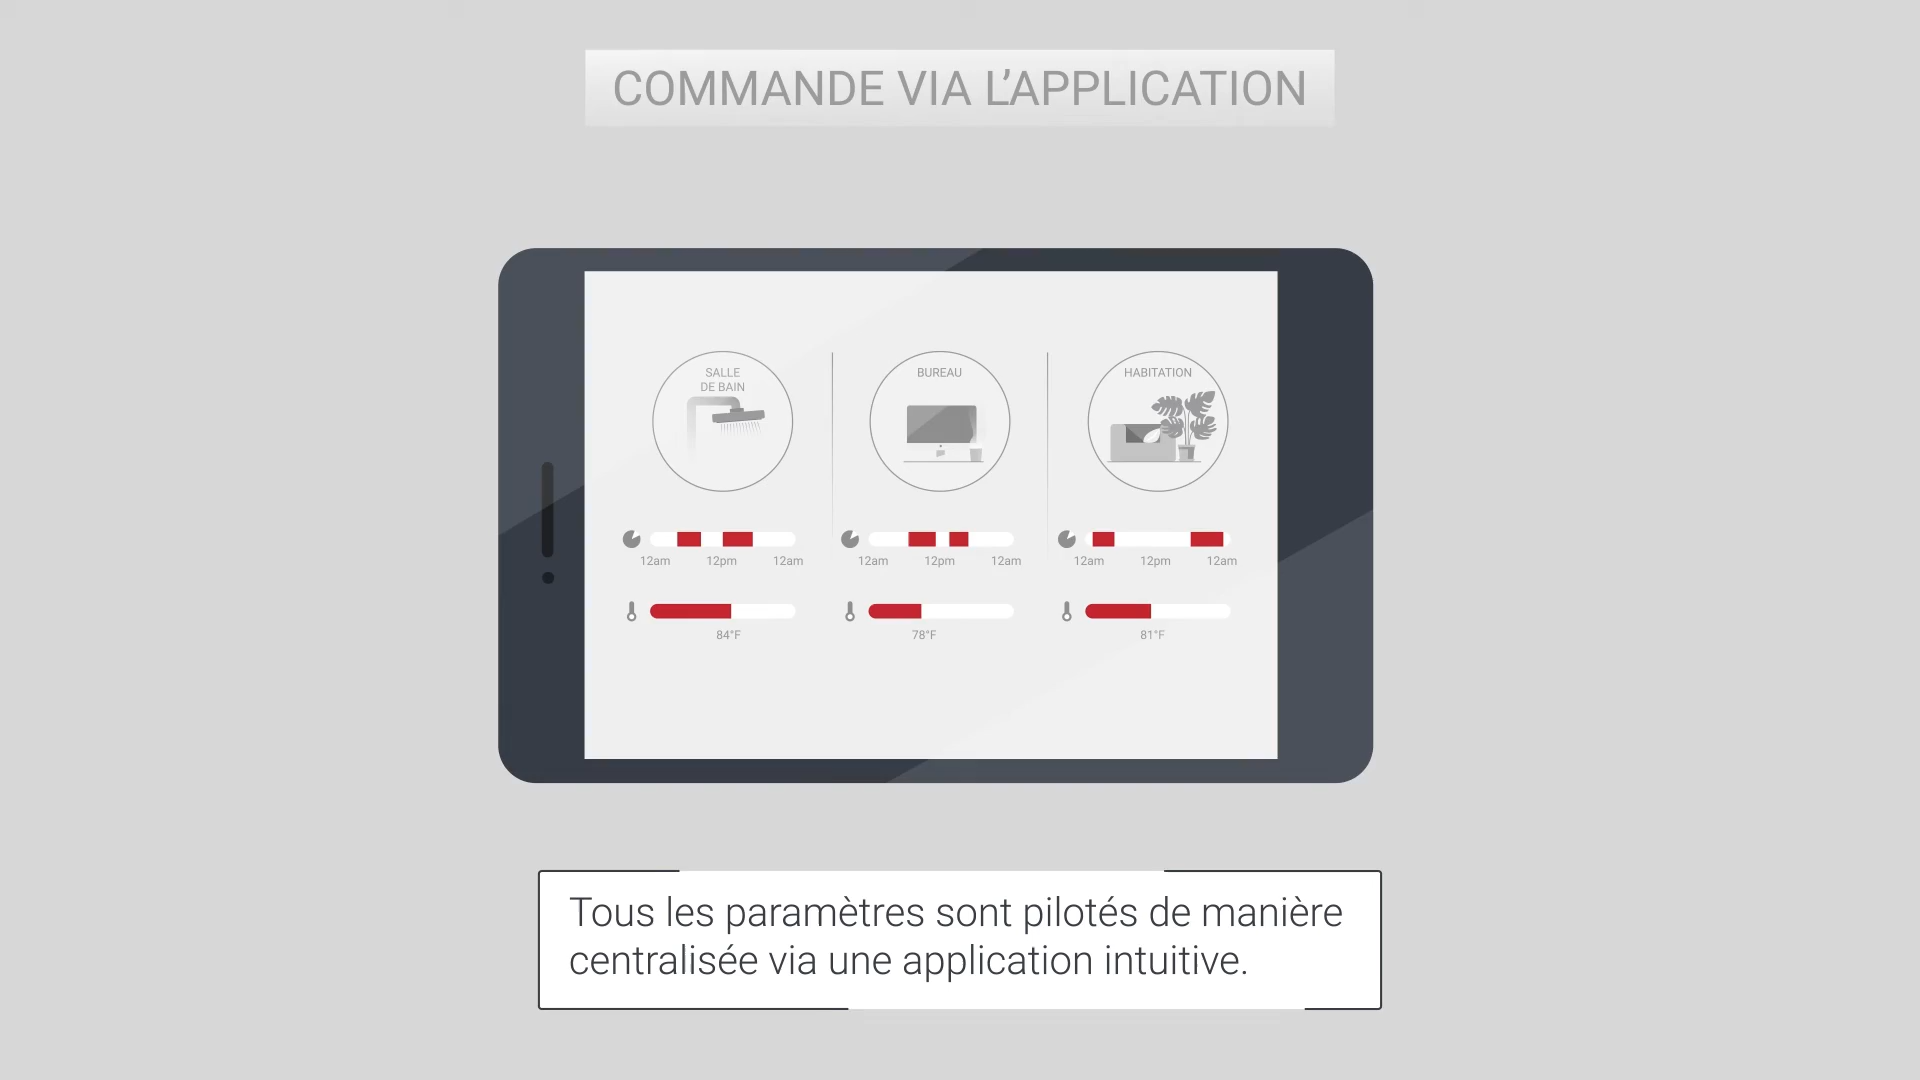 COMMANDE VIA L’APPLICATION
SALLE
DE BAIN
BUREAU
HABITATION
12am 12pm 12am
12am 12pm 12am
12am 12pm 12am
84°F
78°F
81°F
Tous les paramètres sont pilotés de manière
centralisée via une application intuitive.